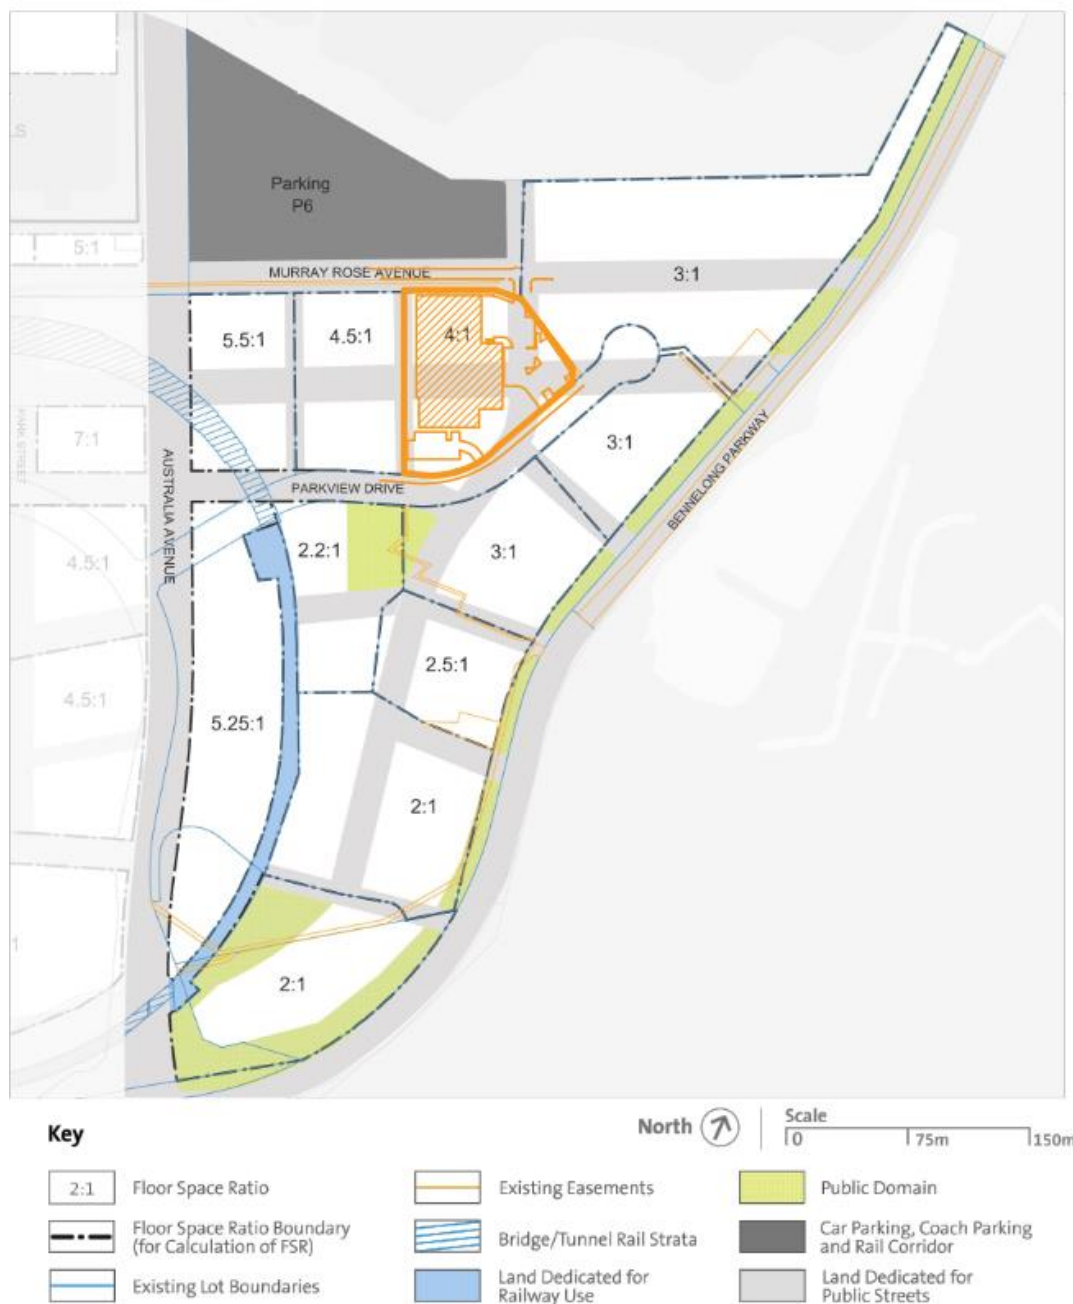 LS
Parking
P6
5:1
MURRAY ROSE AVENUE
3:1
5.5:1
4.5:1
4:1
7:1
PARK STREET
3:1
AUSTRALIA AVENUE
PARKVIEW DRIVE
BENNELONG PARKWAY
4.5:1
2.2:1
3:1
2.5:1
4.5:1
5.25:1
2:1
1
2:1
Key
North
Scale
0 75m 150m
2:1 Floor Space Ratio
Floor Space Ratio Boundary
(for Calculation of FSR)
Existing Lot Boundaries
Existing Easements
Bridge/Tunnel Rail Strata
Land Dedicated for
Railway Use
Public Domain
Car Parking, Coach Parking
and Rail Corridor
Land Dedicated for
Public Streets